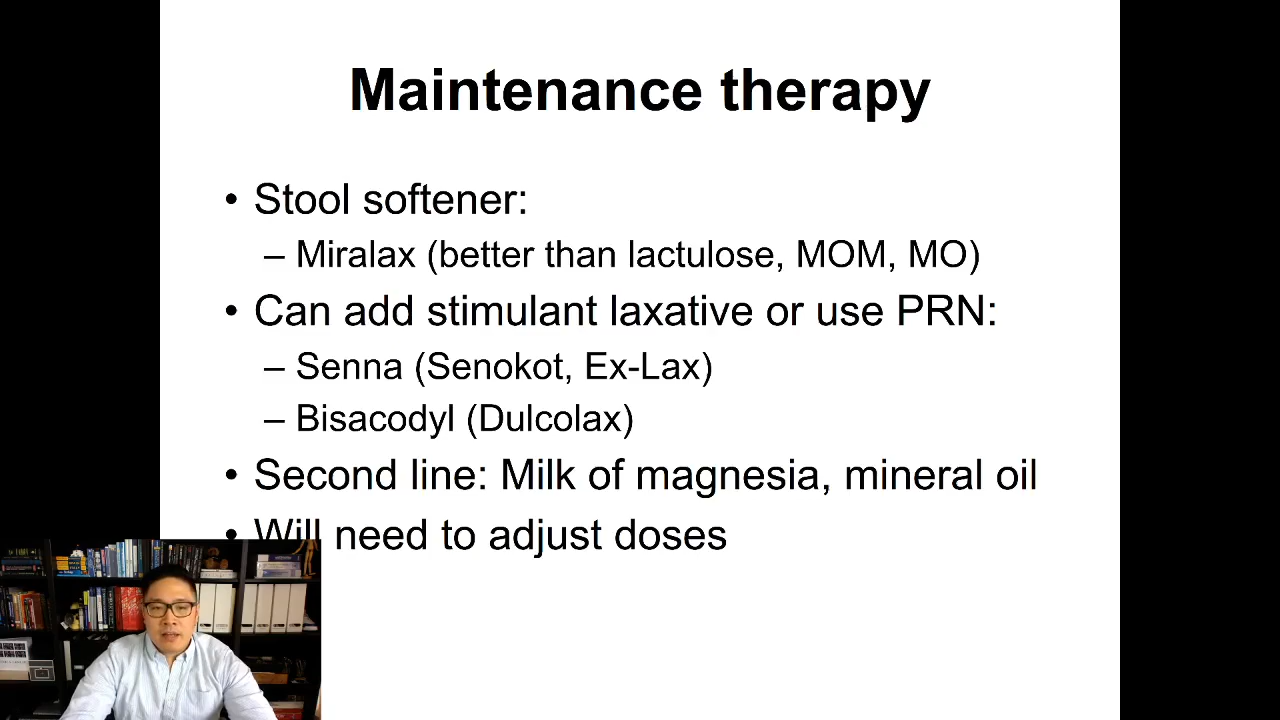 Maintenance therapy
• Stool softener:
– Miralax (better than lactulose, MOM, MO)
• Can add stimulant laxative or use PRN:
– Senna (Senokot, Ex-Lax)
– Bisacodyl (Dulcolax)
• Second line: Milk of magnesia, mineral oil
• Will need to adjust doses